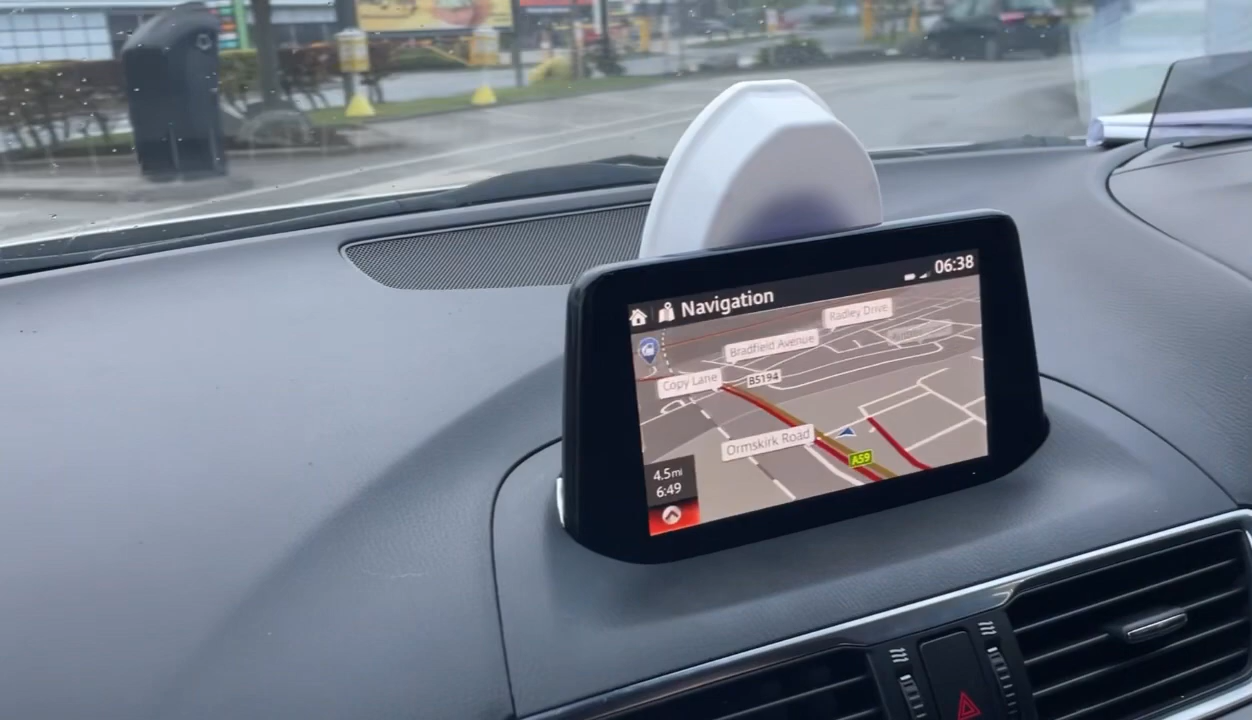 06:38
Navigation
Radley Drive
Bradfield Avenue
Copy Lane
B5194
Ormskirk Road
A59
4.5mi
6:49